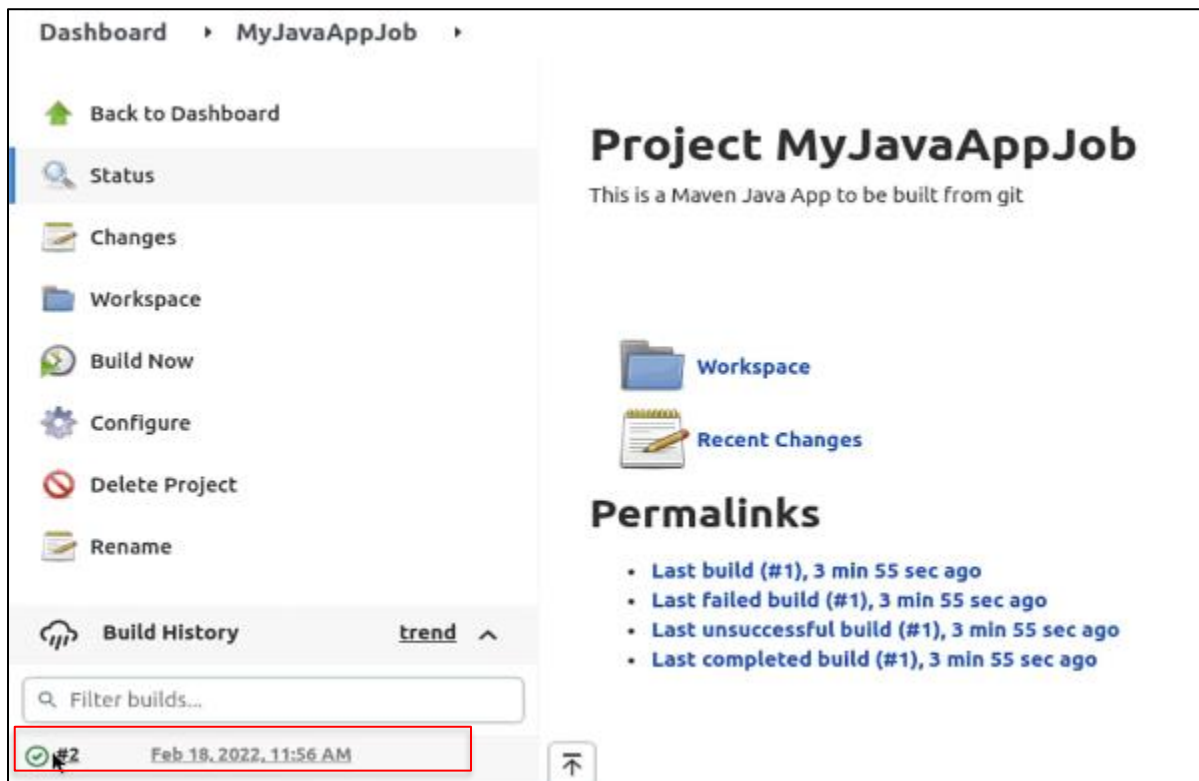 Dashboard ▸ MyJavaAppJob ▸
Back to Dashboard
Status
Changes
Workspace
Build Now
Configure
Delete Project
Rename
Build History trend
Filter builds...
#2 Feb 18, 2022, 11:56 AM
Project MyJavaAppJob
This is a Maven Java App to be built from git
Workspace
Recent Changes
Permalinks
• Last build (#1), 3 min 55 sec ago
• Last failed build (#1), 3 min 55 sec ago
• Last unsuccessful build (#1), 3 min 55 sec ago
• Last completed build (#1), 3 min 55 sec ago